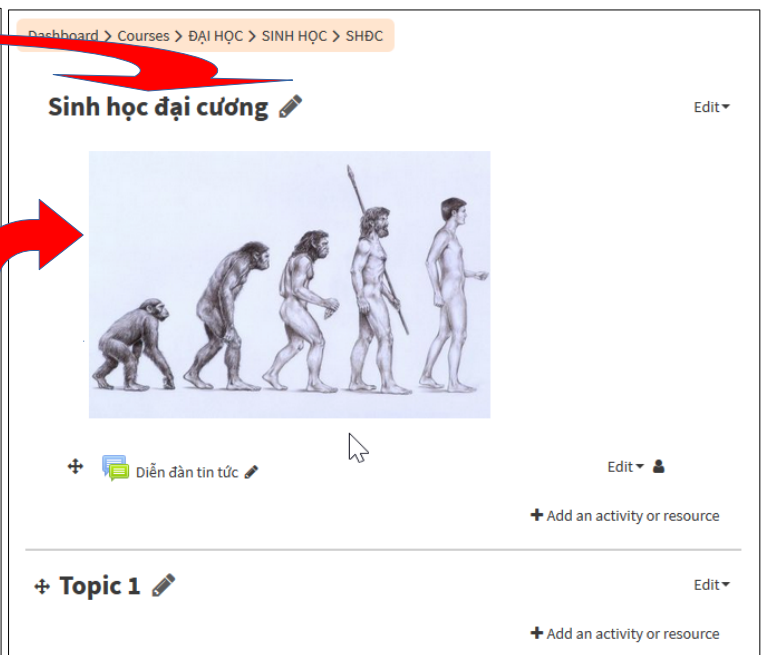 Dashboard > Courses > ĐẠI HỌC > SINH HỌC > SHĐC
Sinh học đại cương
Edit
Diễn đàn tin tức
Edit
Add an activity or resource
Topic 1
Edit
Add an activity or resource